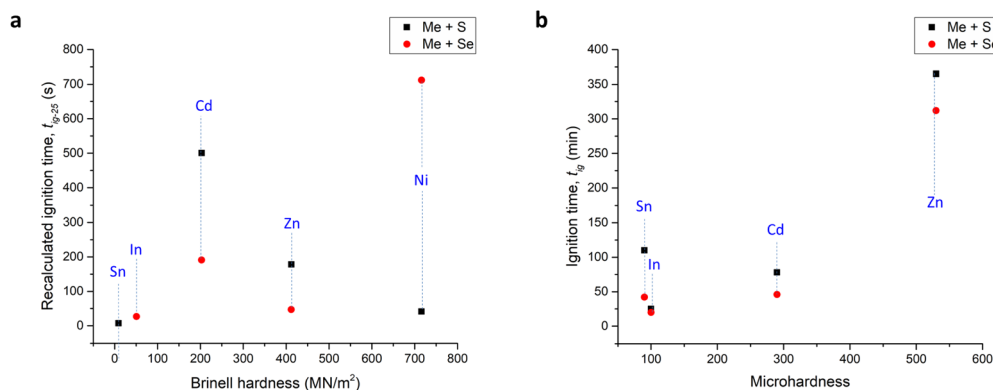 a
Me + S
Me + Se
800
700
600
500
400
300
200
100
0
Recalculated ignition time, tig-25 (s)
Sn
In
Cd
Zn
Ni
0 100 200 300 400 500 600 700 800
Brinell hardness (MN/m²)
b
Me + S
Me + Se
400
350
300
250
200
150
100
50
0
Ignition time, tig (min)
Sn
In
Cd
Zn
100 200 300 400 500 600
Microhardness